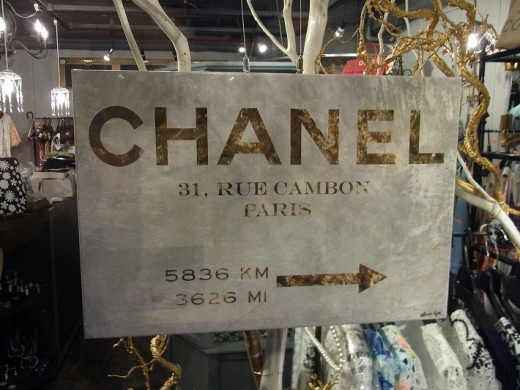 CHANEL
31, RUE CAMBON
PARIS
5836 KM
3626 MI